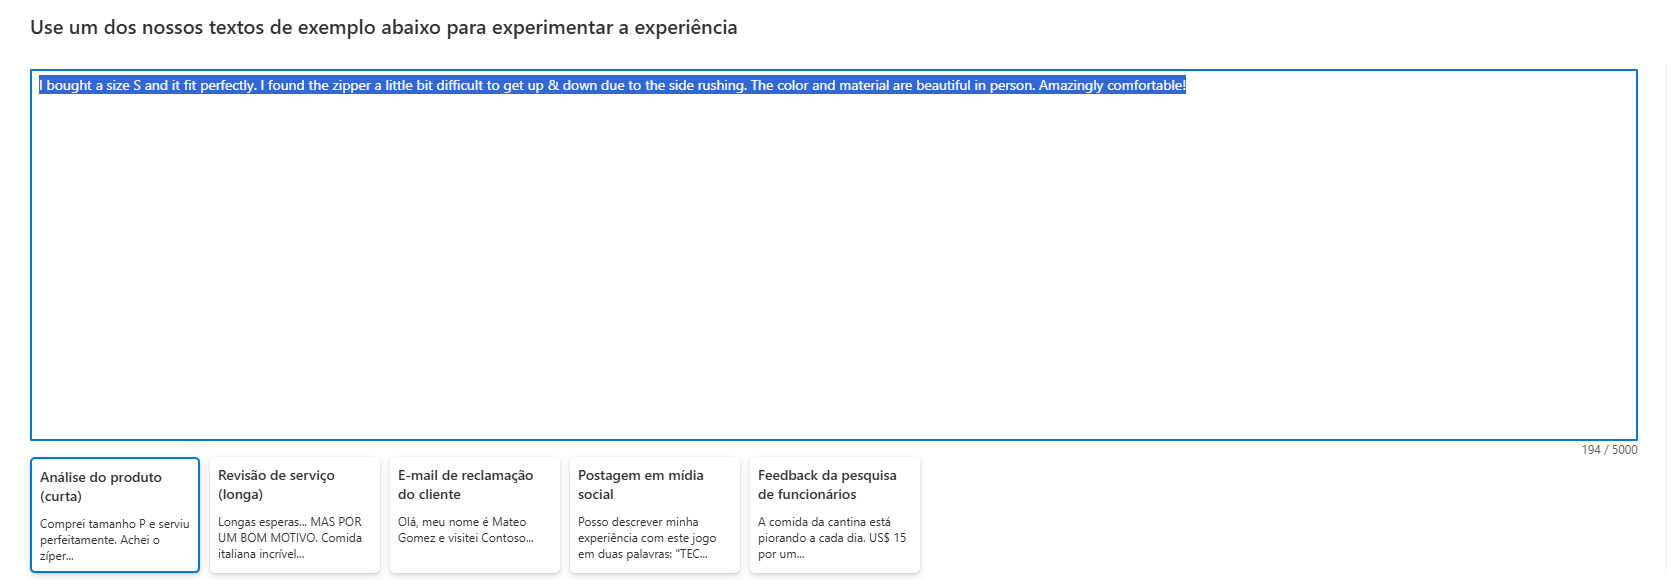 Use um dos nossos textos de exemplo abaixo para experimentar a experiência
I bought a size S and it fit perfectly. I found the zipper a little bit difficult to get up & down due to the side rushing. The color and material are beautiful in person. Amazingly comfortable!
194 / 5000
Análise do produto
(curta)
Comprei tamanho P e serviu
perfeitamente. Achei o
zíper...
Revisão de serviço
(longa)
Longas esperas... MAS POR
UM BOM MOTIVO. Comida
italiana incrível...
E-mail de reclamação
do cliente
Olá, meu nome é Mateo
Gomez e visitei Contoso...
Postagem em mídia
social
Posso descrever minha
experiência com este jogo
em duas palavras: "TEC...
Feedback da pesquisa
de funcionários
A comida da cantina está
piorando a cada dia. US$ 15
por um...